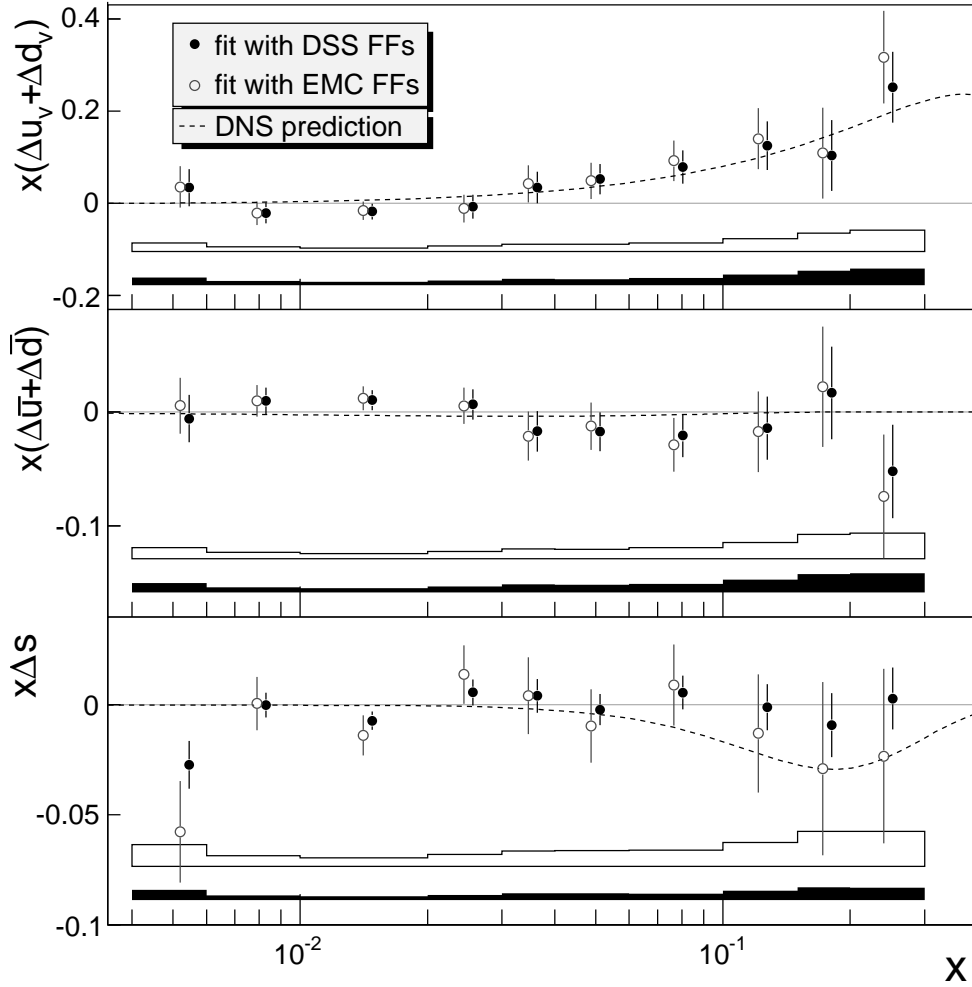 0.4
fit with DSS FFs
fit with EMC FFs
DNS prediction
0.2
0
-0.2
x(Δu_v+Δd_v)
0
-0.1
x(Δū+Δd̅)
0
-0.05
-0.1
xΔs
10^-2
10^-1
x